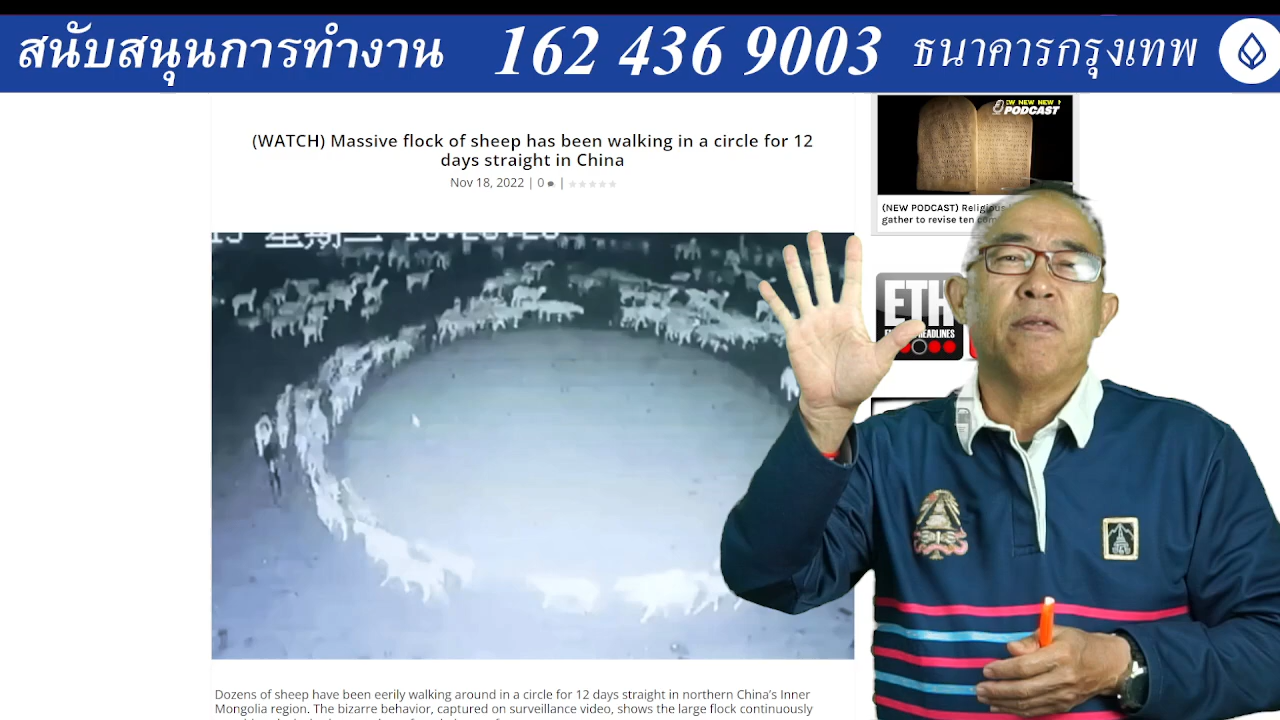 สนับสนุนการทำงาน 162 436 9003 ธนาคารกรุงเทพ
NEW NEW NEW
PODCAST
(WATCH) Massive flock of sheep has been walking in a circle for 12
days straight in China
Nov 18, 2022 | 0 |
(NEW PODCAST) Religious
gather to revise ten
星期
ETH
HEADLINES
Dozens of sheep have been eerily walking around in a circle for 12 days straight in northern China's Inner
Mongolia region. The bizarre behavior, captured on surveillance video, shows the large flock continuously